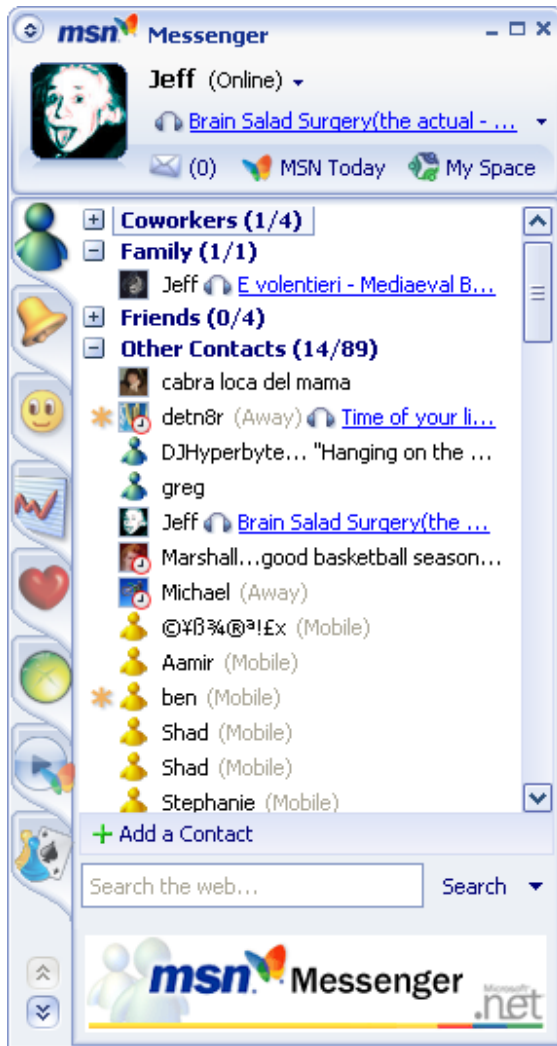 msn Messenger
Jeff (Online)
Brain Salad Surgery(the actual - ...
(0) MSN Today My Space
Coworkers (1/4)
Family (1/1)
Jeff E volentieri - Mediaeval B...
Friends (0/4)
Other Contacts (14/89)
cabra loca del mama
detn8r (Away) Time of your li...
DJHyperbyte... "Hanging on the ...
greg
Jeff Brain Salad Surgery(the ...
Marshall...good basketball season...
Michael (Away)
©¥ß¾®ª!£x (Mobile)
Aamir (Mobile)
ben (Mobile)
Shad (Mobile)
Shad (Mobile)
Stephanie (Mobile)
Add a Contact
Search the web... Search
msn Messenger Microsoft .net